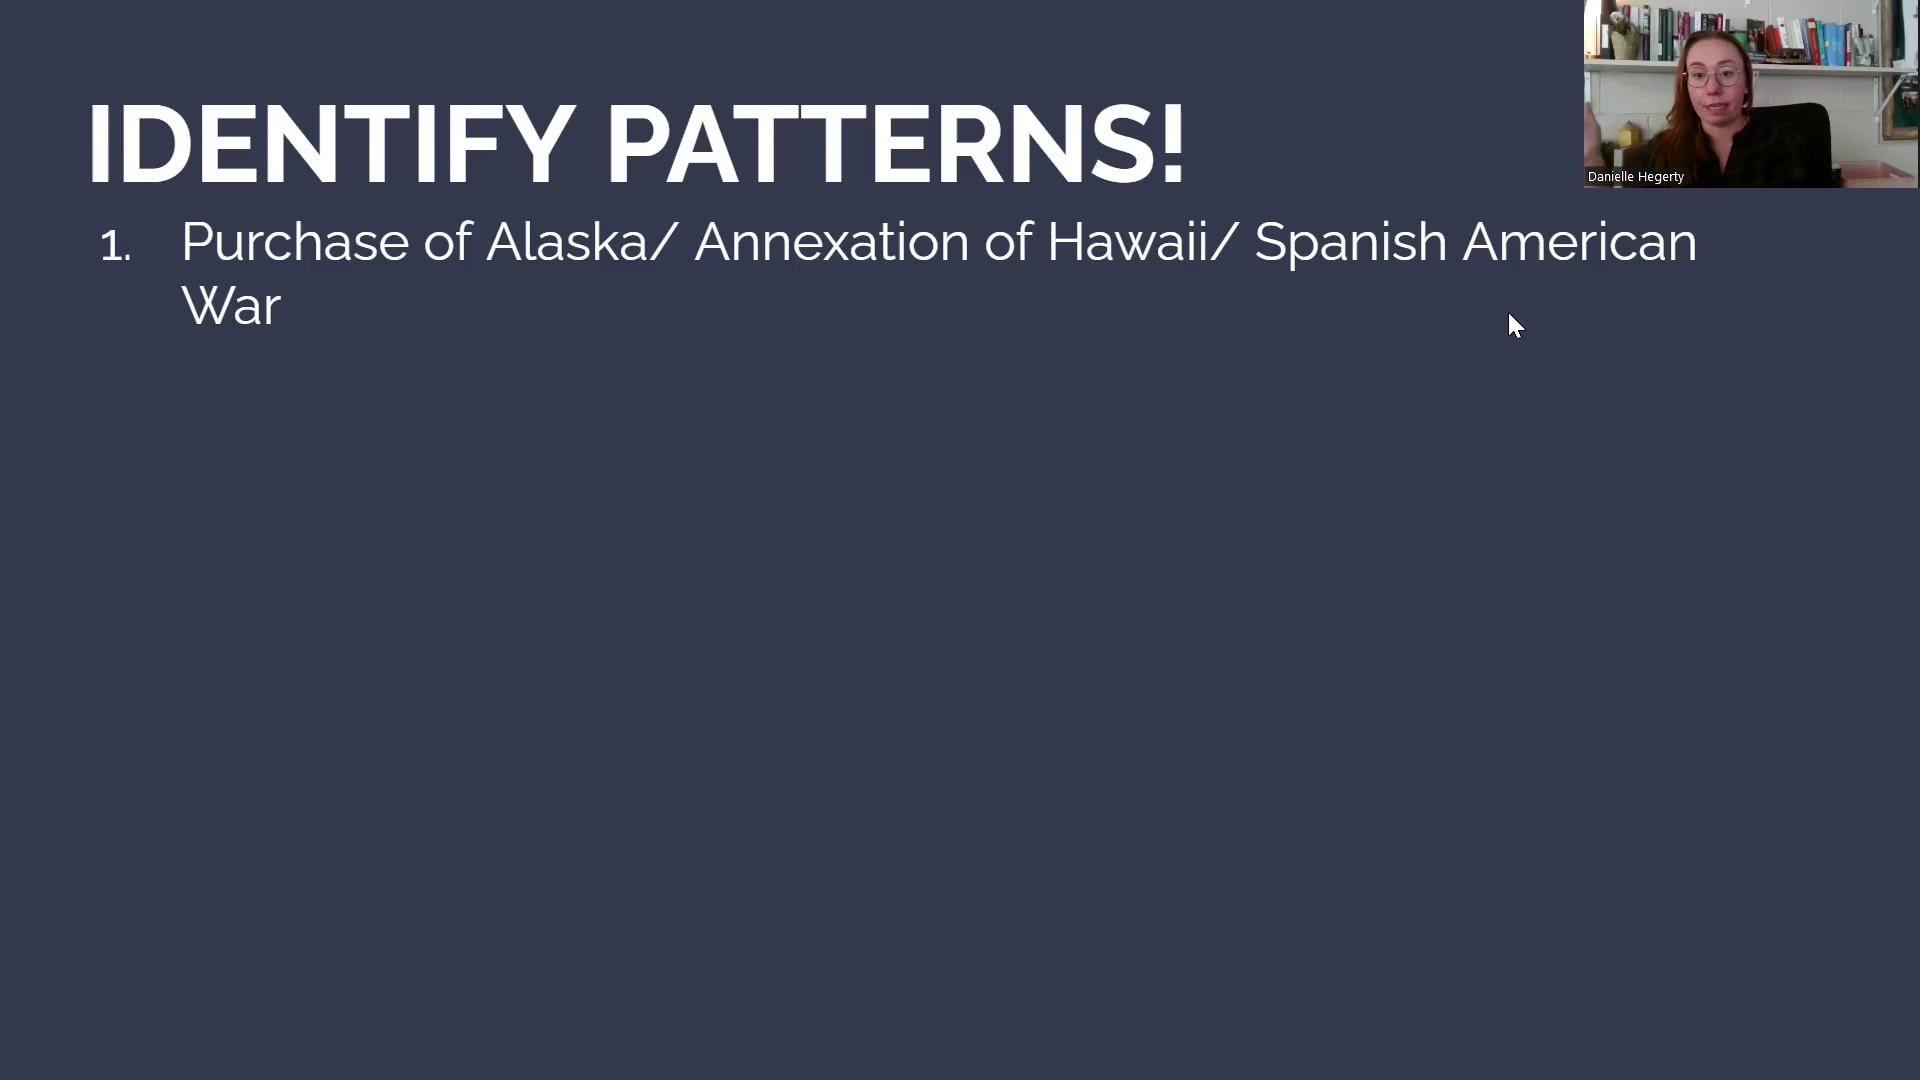 IDENTIFY PATTERNS!
1. Purchase of Alaska/ Annexation of Hawaii/ Spanish American
War
Danielle Hegerty